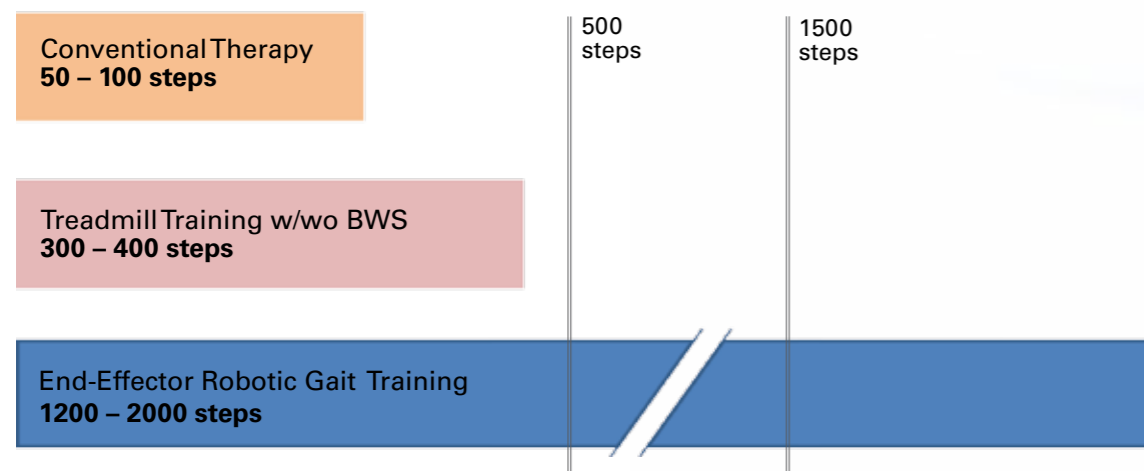 Conventional Therapy
50 – 100 steps
500
steps
1500
steps
Treadmill Training w/wo BWS
300 – 400 steps
End-Effector Robotic Gait Training
1200 – 2000 steps